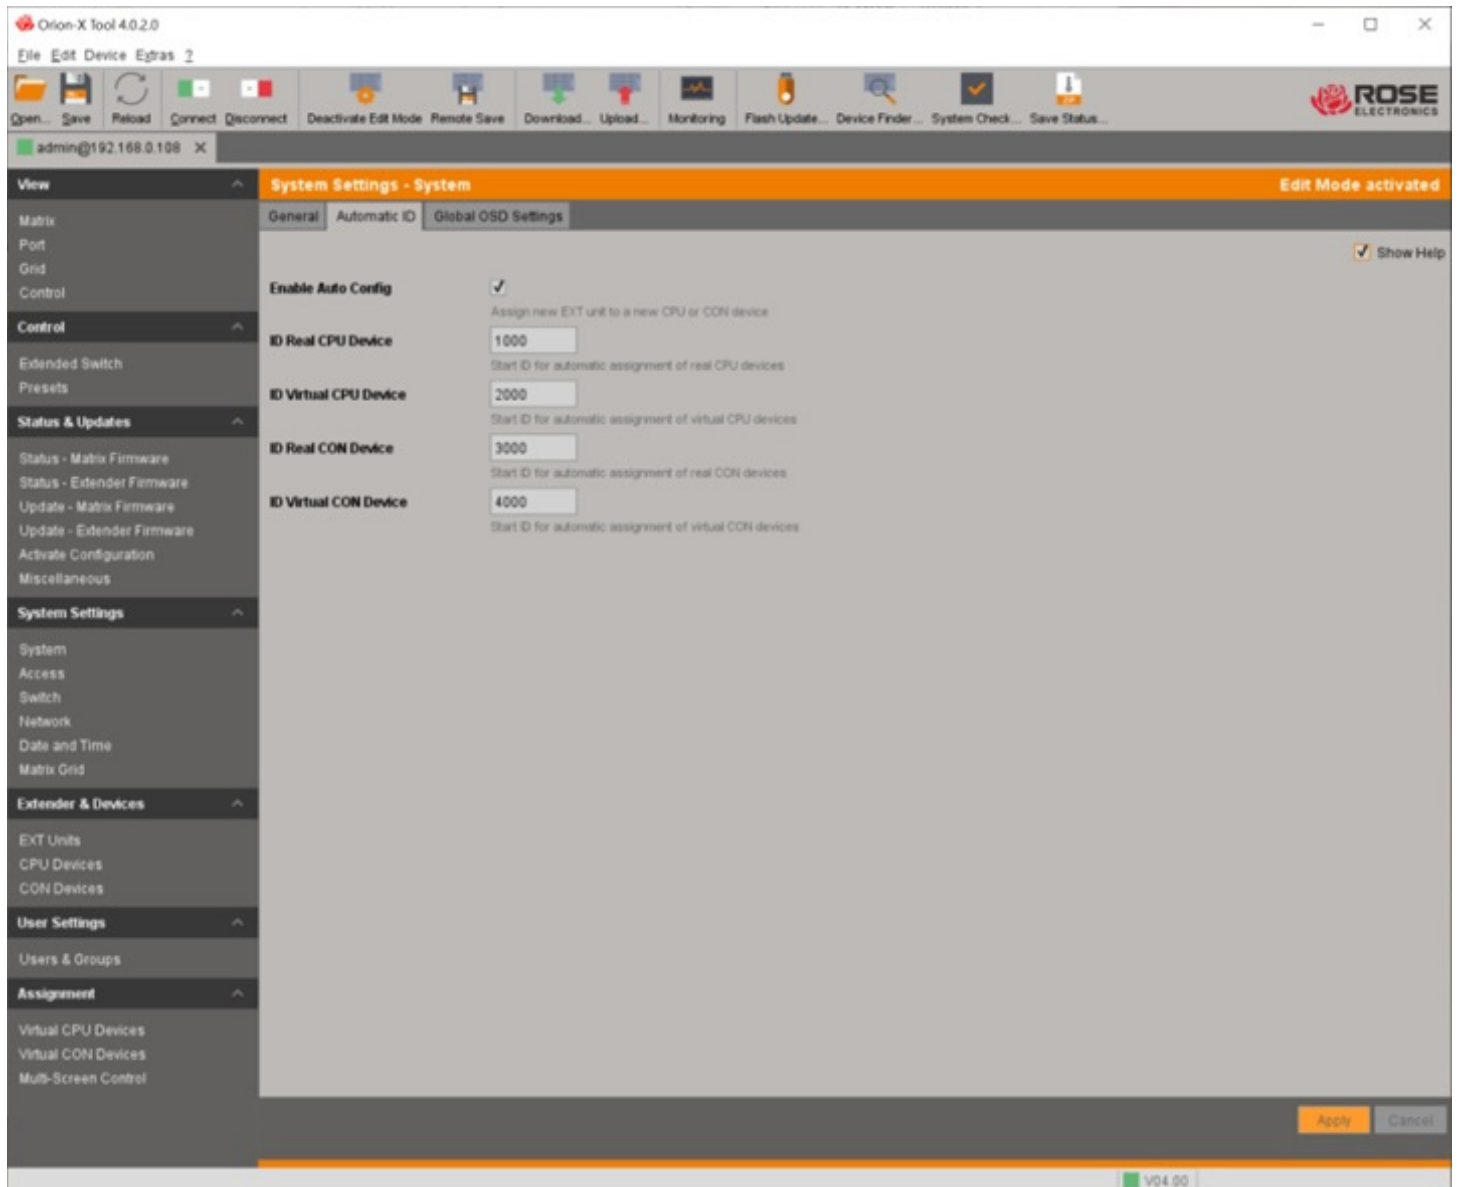 Orion-X Tool 4.0.2.0
File Edit Device Extras ?
Open... Save Reload Connect Disconnect Deactivate Edit Mode Remote Save Download... Upload... Monitoring Flash Update... Device Finder... System Check... Save Status...
ROSE
ELECTRONICS
admin@192.168.0.108
View
Matrix
Port
Grid
Control
Control
Extended Switch
Presets
Status & Updates
Status - Matrix Firmware
Status - Extender Firmware
Update - Matrix Firmware
Update - Extender Firmware
Activate Configuration
Miscellaneous
System Settings
System
Access
Switch
Network
Date and Time
Matrix Grid
Extender & Devices
EXT Units
CPU Devices
CON Devices
User Settings
Users & Groups
Assignment
Virtual CPU Devices
Virtual CON Devices
Multi-Screen Control
System Settings - System
Edit Mode activated
General Automatic ID Global OSD Settings
Show Help
Enable Auto Config
Assign new EXT unit to a new CPU or CON device
ID Real CPU Device 1000
Start ID for automatic assignment of real CPU devices
ID Virtual CPU Device 2000
Start ID for automatic assignment of virtual CPU devices
ID Real CON Device 3000
Start ID for automatic assignment of real CON devices
ID Virtual CON Device 4000
Start ID for automatic assignment of virtual CON devices
Apply Cancel
V04.00